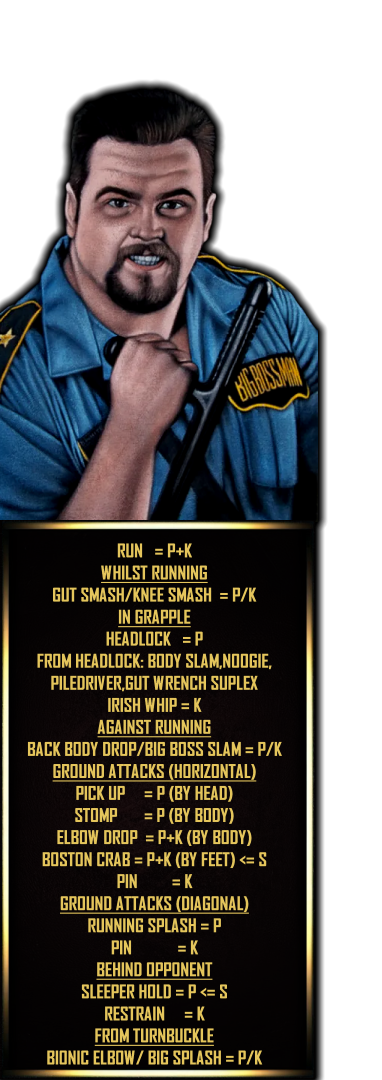 BIGBOSSMAN
RUN = P+K
WHILST RUNNING
GUT SMASH/KNEE SMASH = P/K
IN GRAPPLE
HEADLOCK = P
FROM HEADLOCK: BODY SLAM,NOOGIE,
PILEDRIVER,GUT WRENCH SUPLEX
IRISH WHIP = K
AGAINST RUNNING
BACK BODY DROP/BIG BOSS SLAM = P/K
GROUND ATTACKS (HORIZONTAL)
PICK UP = P (BY HEAD)
STOMP = P (BY BODY)
ELBOW DROP = P+K (BY BODY)
BOSTON CRAB = P+K (BY FEET) <= S
PIN = K
GROUND ATTACKS (DIAGONAL)
RUNNING SPLASH = P
PIN = K
BEHIND OPPONENT
SLEEPER HOLD = P <= S
RESTRAIN = K
FROM TURNBUCKLE
BIONIC ELBOW/ BIG SPLASH = P/K